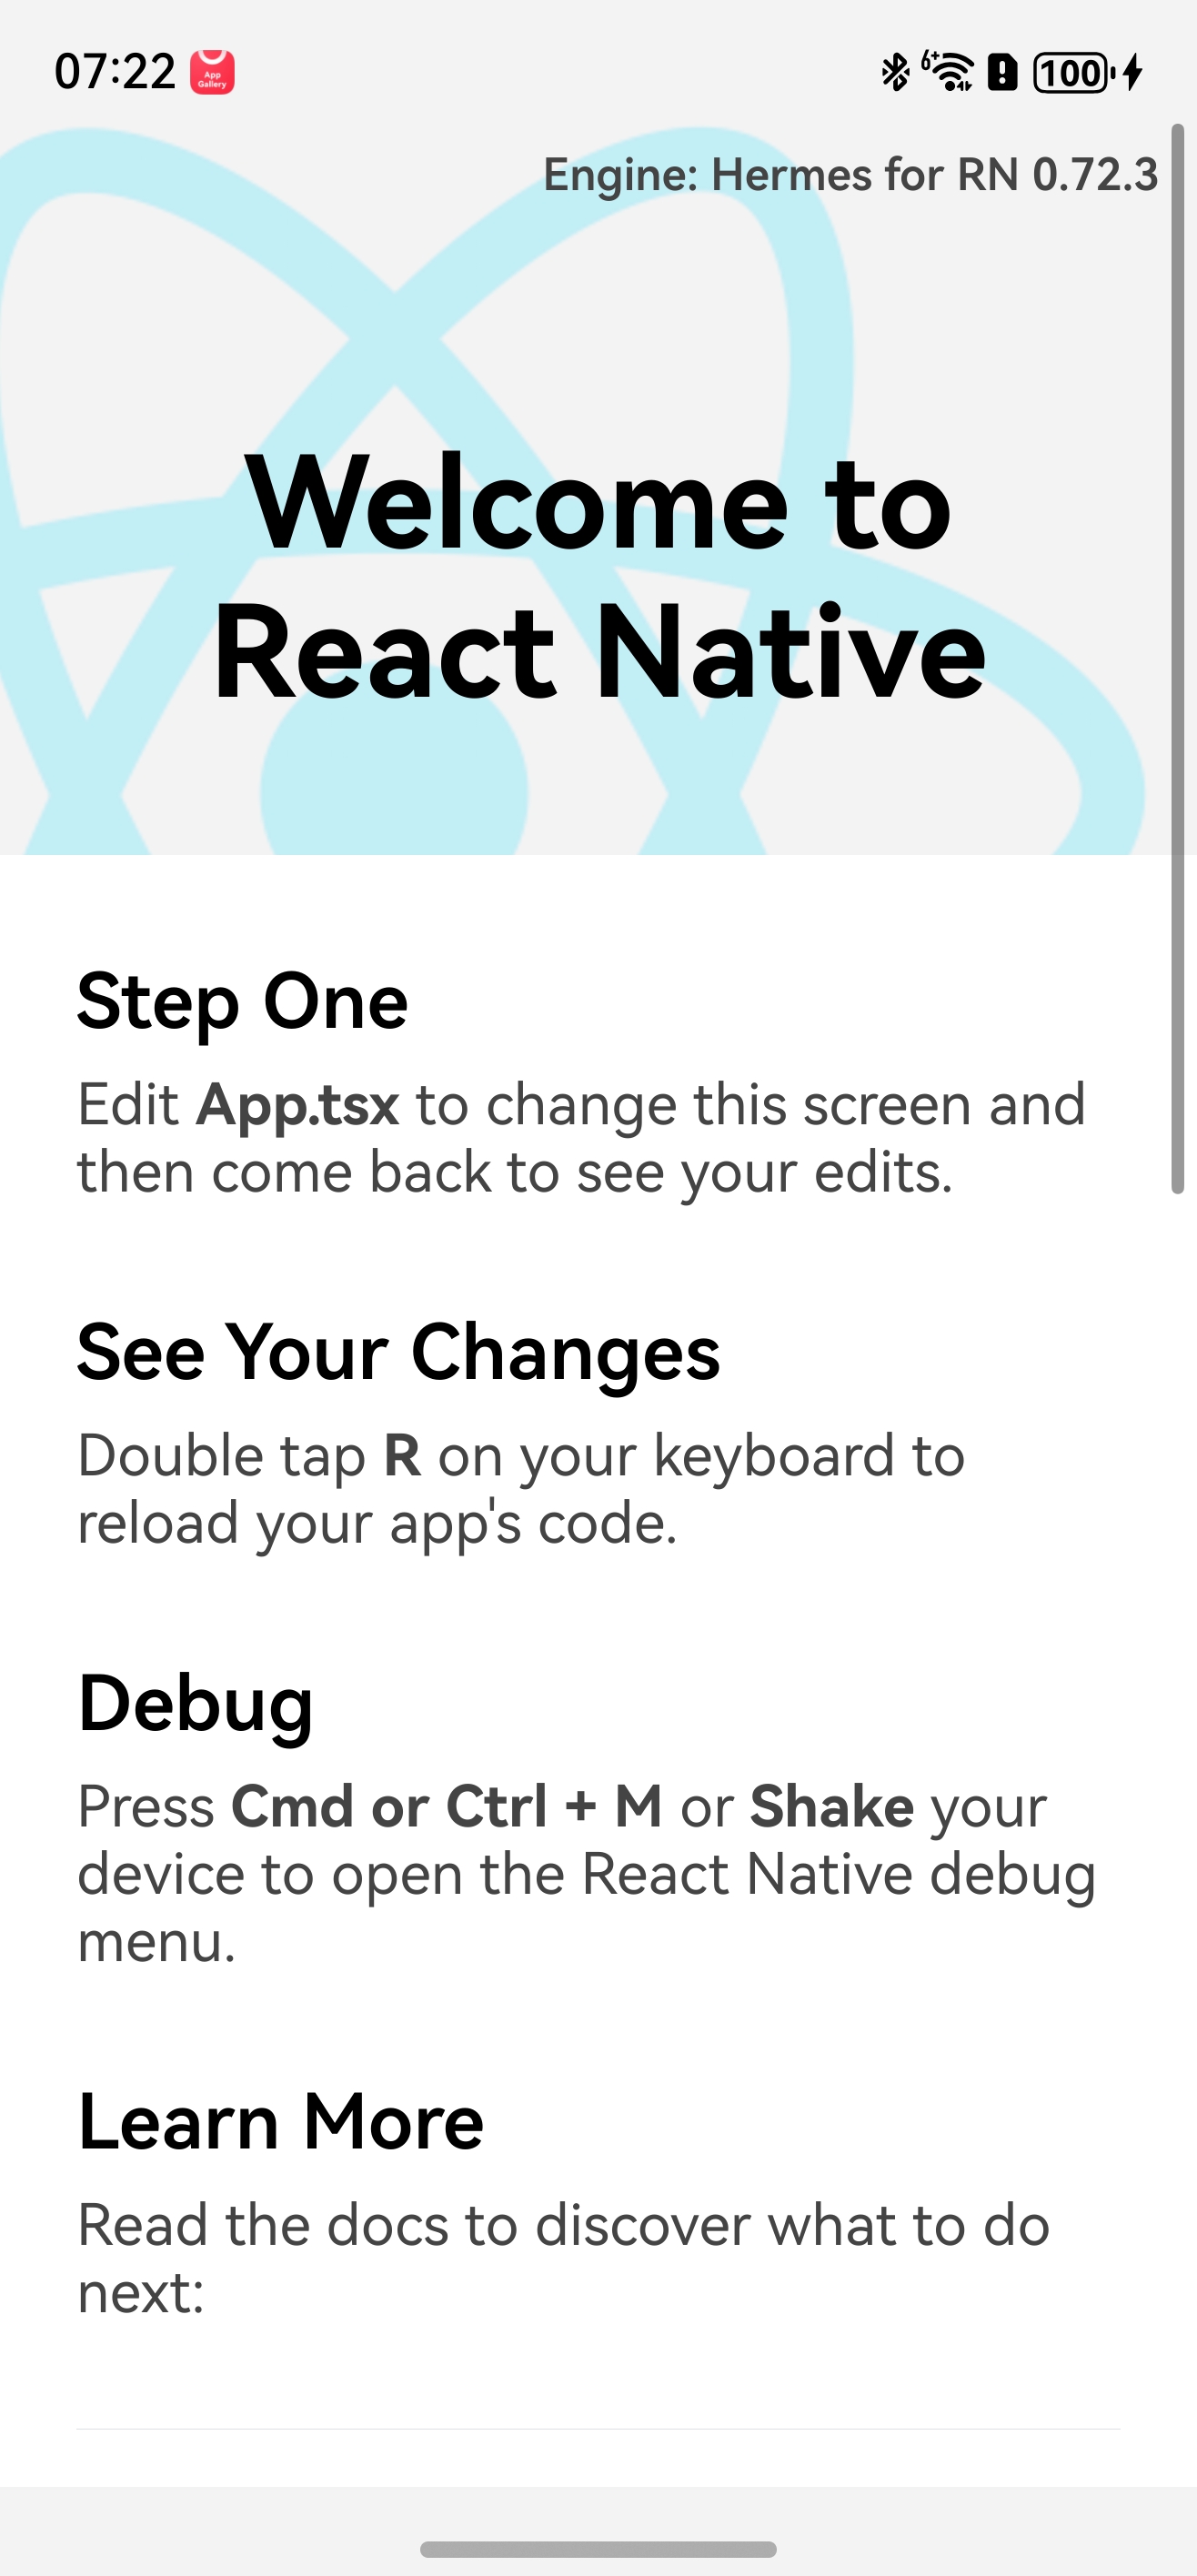 07:22
App
Gallery
6+
100
Engine: Hermes for RN 0.72.3
Welcome to
React Native
Step One
Edit App.tsx to change this screen and
then come back to see your edits.
See Your Changes
Double tap R on your keyboard to
reload your app's code.
Debug
Press Cmd or Ctrl + M or Shake your
device to open the React Native debug
menu.
Learn More
Read the docs to discover what to do
next: